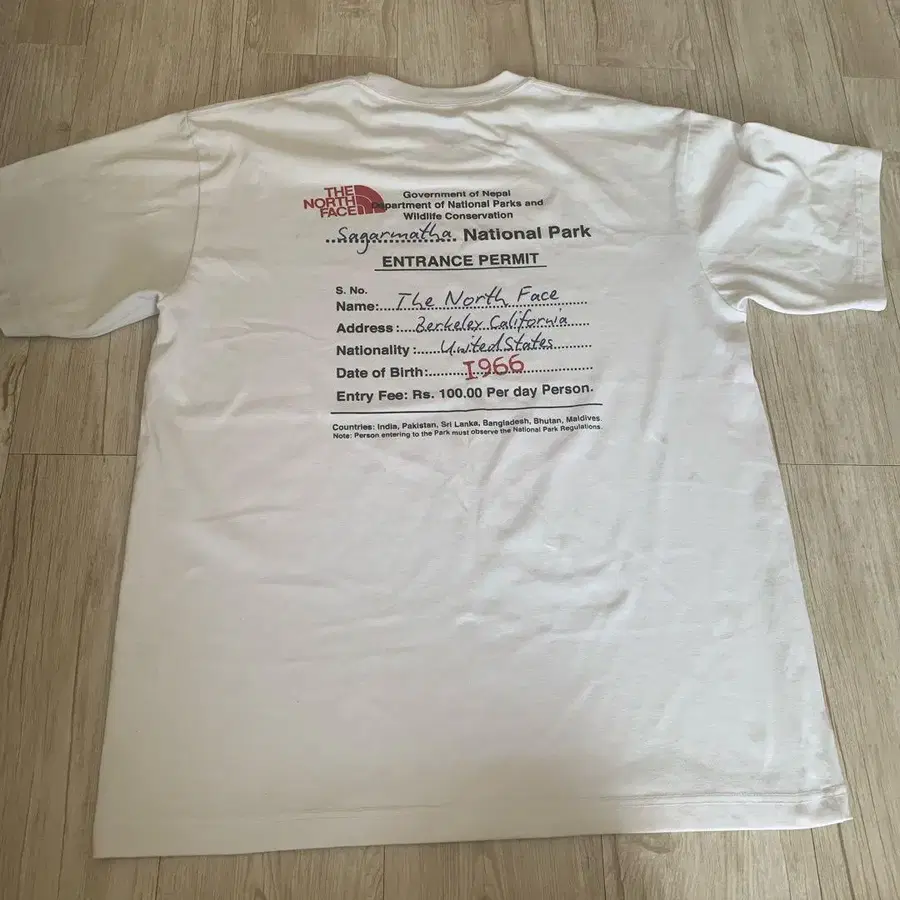 THE
NORTH
FACE
Government of Nepal
Department of National Parks and
Wildlife Conservation
Sagarmatha National Park
ENTRANCE PERMIT
S. No.
Name: The North Face
Address: Berkeley California
Nationality: United States
Date of Birth: 1966
Entry Fee: Rs. 100.00 Per day Person.
Countries: India, Pakistan, Sri Lanka, Bangladesh, Bhutan, Maldives.
Note: Person entering to the Park must observe the National Park Regulations.